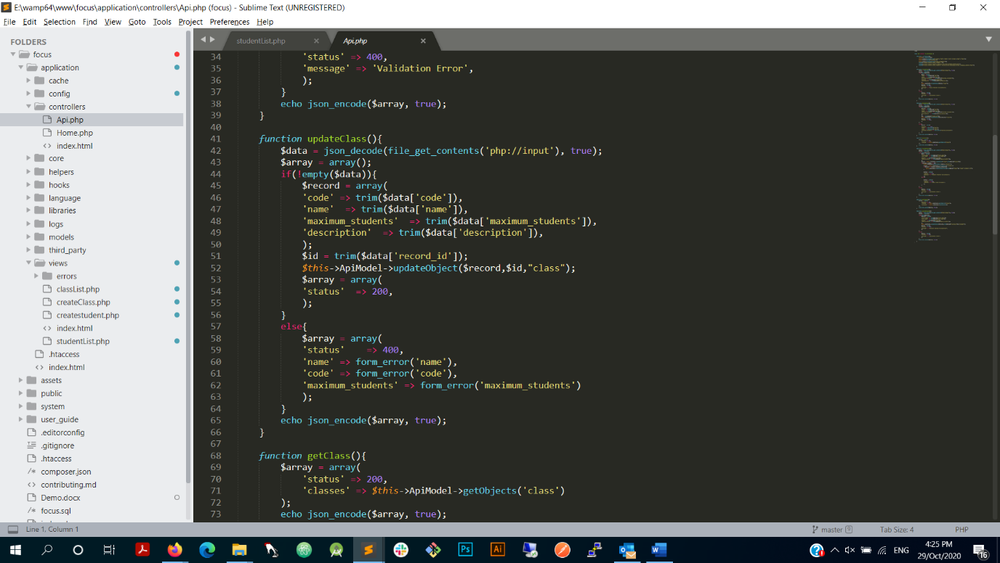 E:\wamp64\www\focus\application\controllers\Api.php (focus) - Sublime Text (UNREGISTERED)
File Edit Selection Find View Goto Tools Project Preferences Help
FOLDERS
focus
application
cache
config
controllers
Api.php
Home.php
index.html
core
helpers
hooks
language
libraries
logs
models
third_party
views
errors
classList.php
createClass.php
createstudent.php
index.html
studentList.php
.htaccess
index.html
assets
public
system
user_guide
.editorconfig
.gitignore
.htaccess
composer.json
contributing.md
Demo.docx
focus.sql
studentList.php Api.php
34 'status' => 400,
35 'message' => 'Validation Error',
36 );
37 }
38 echo json_encode($array, true);
39 }
40
41 function updateClass(){
42 $data = json_decode(file_get_contents('php://input'), true);
43 $array = array();
44 if(!empty($data)){
45 $record = array(
46 'code' => trim($data['code']),
47 'name' => trim($data['name']),
48 'maximum_students' => trim($data['maximum_students']),
49 'description' => trim($data['description']),
50 );
51 $id = trim($data['record_id']);
52 $this->ApiModel->updateObject($record,$id,"class");
53 $array = array(
54 'status' => 200,
55 );
56 }
57 else{
58 $array = array(
59 'status' => 400,
60 'name' => form_error('name'),
61 'code' => form_error('code'),
62 'maximum_students' => form_error('maximum_students')
63 );
64 }
65 echo json_encode($array, true);
66 }
67
68 function getClass(){
69 $array = array(
70 'status' => 200,
71 'classes' => $this->ApiModel->getObjects('class')
72 );
73 echo json_encode($array, true);
Line 1, Column 1
master 9
Tab Size: 4
PHP
Ps
Ai
ENG
4:25 PM
29/Oct/2020
16